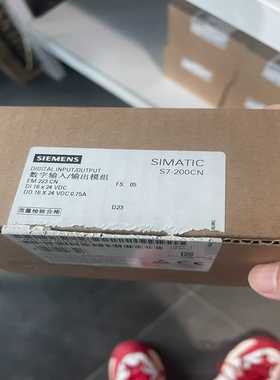 SIEMENS
SIMATIC
S7-200CN
DIGITAL INPUT/OUTPUT
数字输入/输出模组
EM 223 CN
DI 16 x 24 VDC
DO 16 x 24 VDC 0.75A
FS: 05
D23
质量检验合格